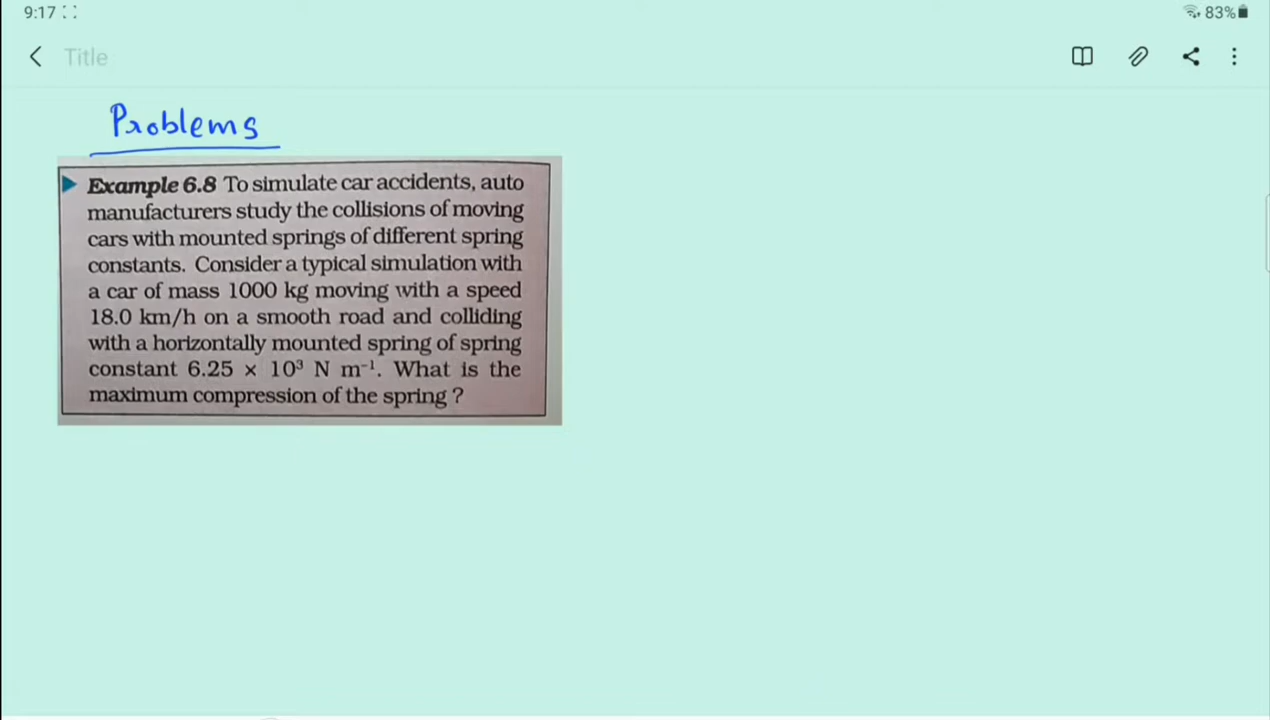 9:17
83%
Title
Problems
Example 6.8 To simulate car accidents, auto
manufacturers study the collisions of moving
cars with mounted springs of different spring
constants. Consider a typical simulation with
a car of mass 1000 kg moving with a speed
18.0 km/h on a smooth road and colliding
with a horizontally mounted spring of spring
constant 6.25 × 10³ N m⁻¹. What is the
maximum compression of the spring ?